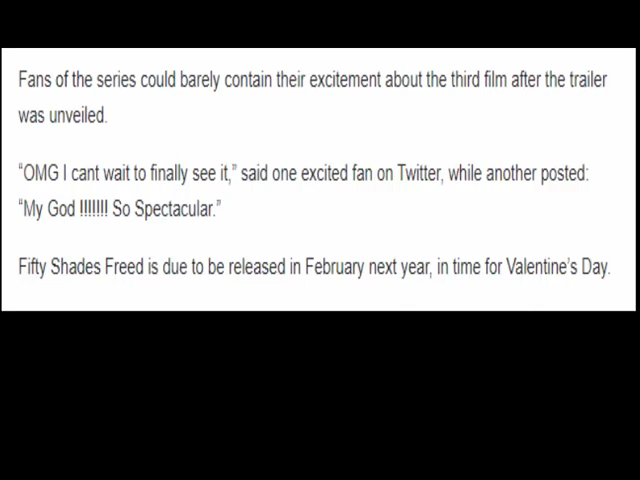 Fans of the series could barely contain their excitement about the third film after the trailer
was unveiled.
“OMG I cant wait to finally see it,” said one excited fan on Twitter, while another posted:
“My God !!!!!!! So Spectacular.”
Fifty Shades Freed is due to be released in February next year, in time for Valentine’s Day.